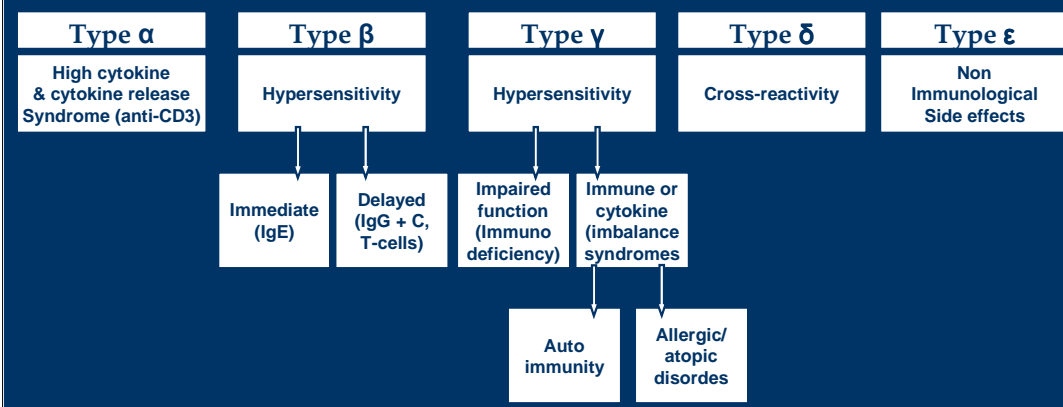 Type α
Type β
Type γ
Type δ
Type ε
High cytokine
& cytokine release
Syndrome (anti-CD3)
Hypersensitivity
Hypersensitivity
Cross-reactivity
Non
Immunological
Side effects
Immediate
(IgE)
Delayed
(IgG + C,
T-cells)
Impaired
function
(Immuno
deficiency)
Immune or
cytokine
(imbalance
syndromes
Auto
immunity
Allergic/
atopic
disordes